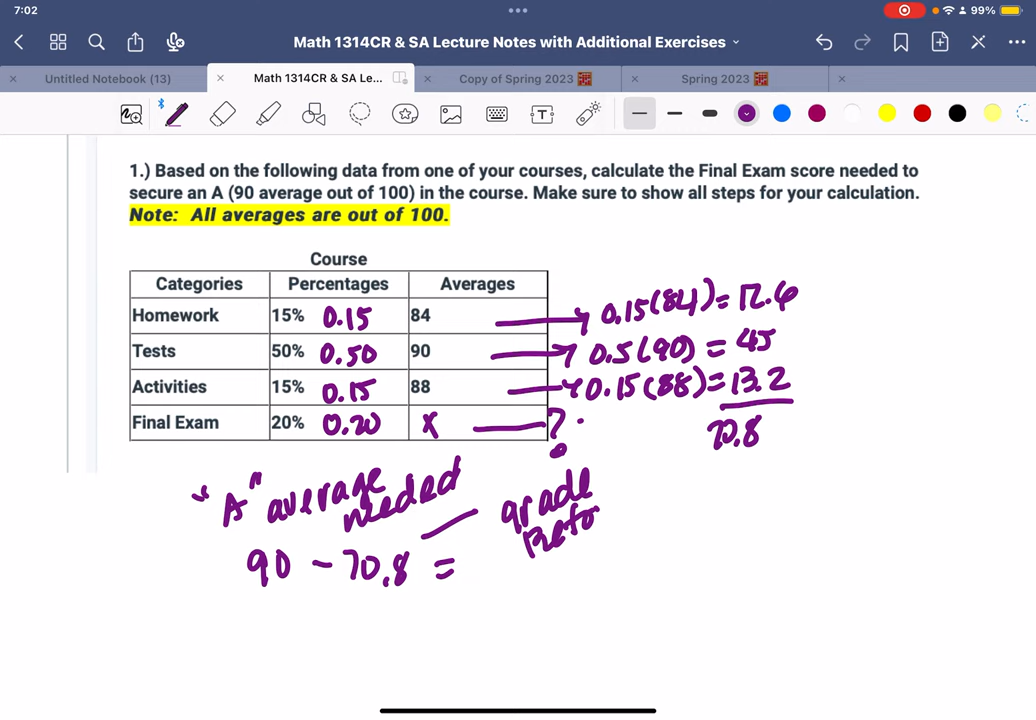 7:02
99%
Math 1314CR & SA Lecture Notes with Additional Exercises
Untitled Notebook (13)
Math 1314CR & SA Le...
Copy of Spring 2023
Spring 2023
1.) Based on the following data from one of your courses, calculate the Final Exam score needed to
secure an A (90 average out of 100) in the course. Make sure to show all steps for your calculation.
Note: All averages are out of 100.
Course
Categories Percentages Averages
Homework 15% 0.15 84 → 0.15(84) = 12.6
Tests 50% 0.50 90 → 0.5(90) = 45
Activities 15% 0.15 88 → 0.15(88) = 13.2
Final Exam 20% 0.20 x ?
70.8
"A" average
needed
grade
Befo
90 - 70.8 =